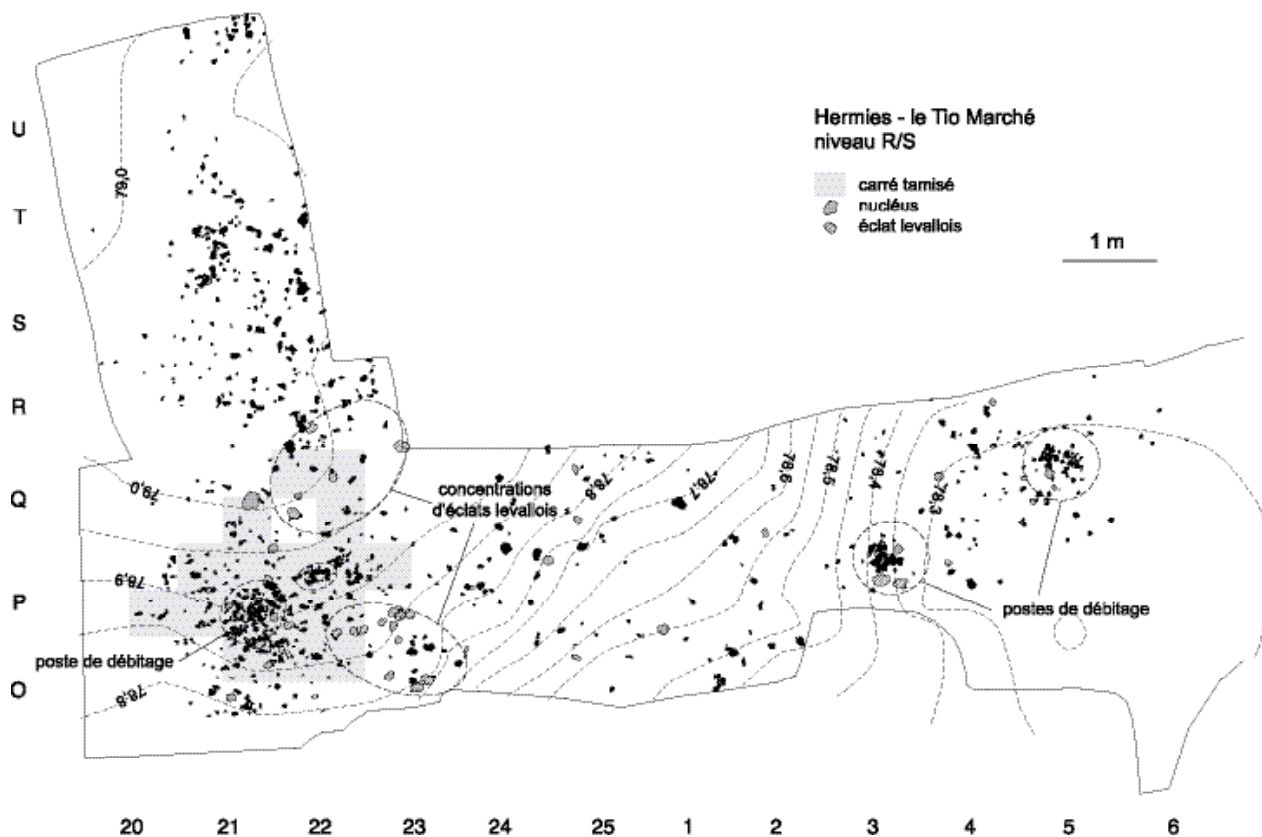 Hermies - le Tio Marché
niveau R/S
carré tamisé
nucléus
éclat levallois
1 m
U
T
S
R
Q
P
O
79,0
79,0
78,9
78,8
concentrations
d'éclats levallois
78,8
78,7
78,6
78,5
78,4
78,3
poste de débitage
postes de débitage
20 21 22 23 24 25 1 2 3 4 5 6